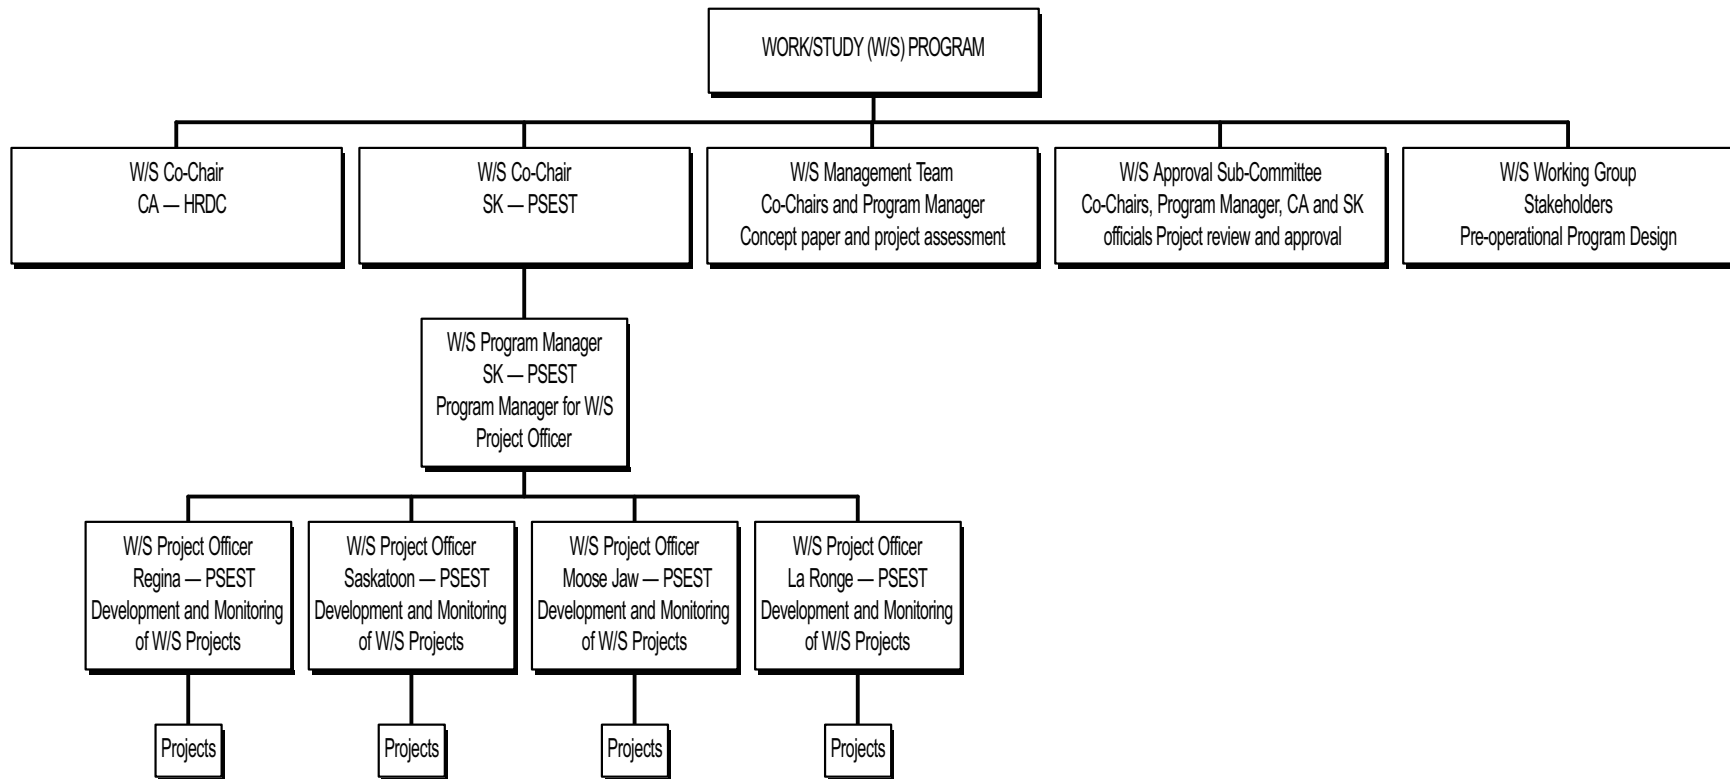 WORK/STUDY (W/S) PROGRAM
W/S Co-Chair
CA — HRDC
W/S Co-Chair
SK — PSEST
W/S Management Team
Co-Chairs and Program Manager
Concept paper and project assessment
W/S Approval Sub-Committee
Co-Chairs, Program Manager, CA and SK
officials Project review and approval
W/S Working Group
Stakeholders
Pre-operational Program Design
W/S Program Manager
SK — PSEST
Program Manager for W/S
Project Officer
W/S Project Officer
Regina — PSEST
Development and Monitoring
of W/S Projects
W/S Project Officer
Saskatoon — PSEST
Development and Monitoring
of W/S Projects
W/S Project Officer
Moose Jaw — PSEST
Development and Monitoring
of W/S Projects
W/S Project Officer
La Ronge — PSEST
Development and Monitoring
of W/S Projects
Projects
Projects
Projects
Projects